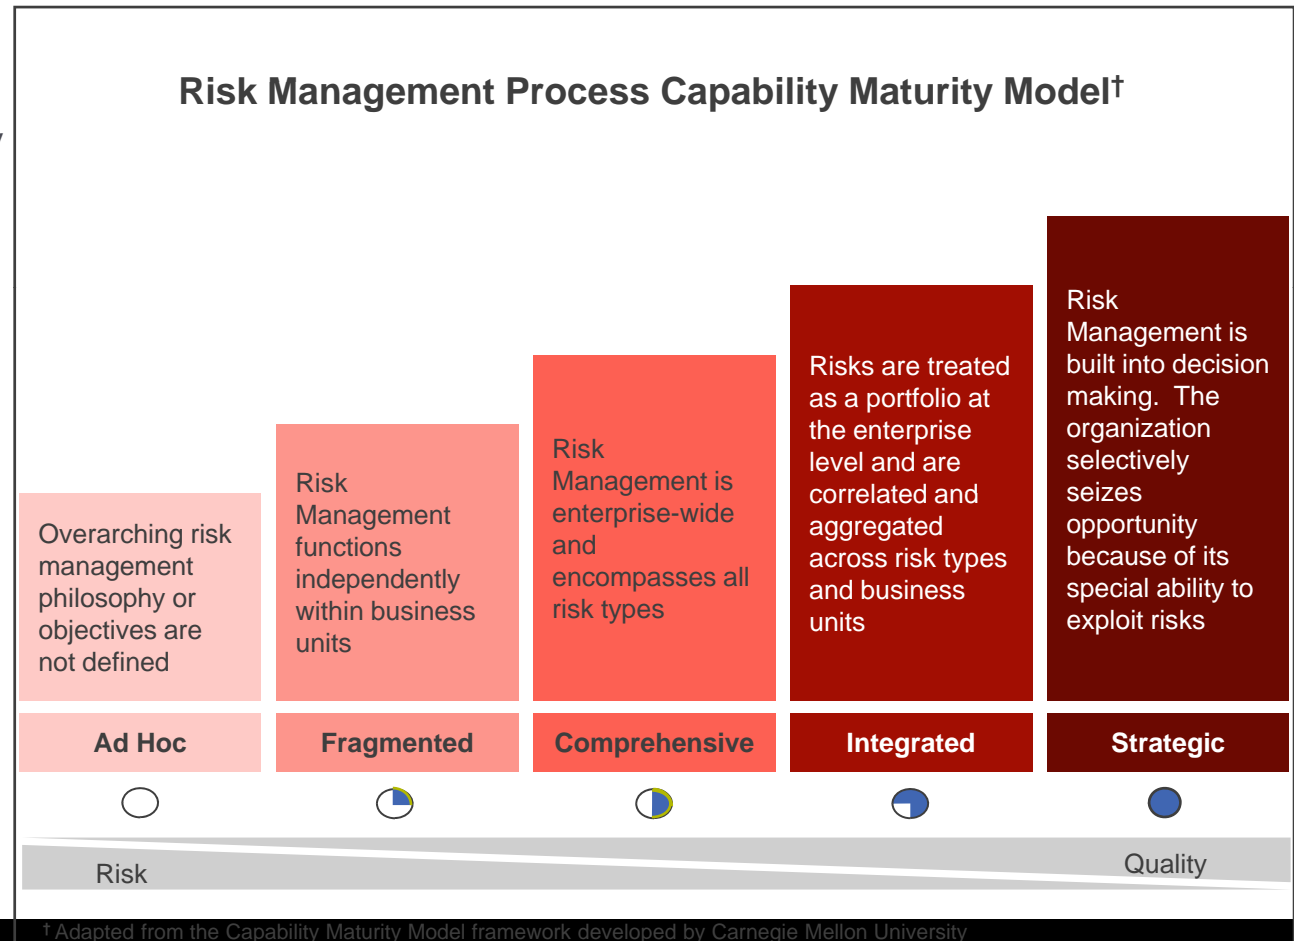 Risk Management Process Capability Maturity Model†
Overarching risk
management
philosophy or
objectives are
not defined
Risk
Management
functions
independently
within business
units
Risk
Management is
enterprise-wide
and
encompasses all
risk types
Risks are treated
as a portfolio at
the enterprise
level and are
correlated and
aggregated
across risk types
and business
units
Risk
Management is
built into decision
making. The
organization
selectively
seizes
opportunity
because of its
special ability to
exploit risks
Ad Hoc
Fragmented
Comprehensive
Integrated
Strategic
Risk
Quality
† Adapted from the Capability Maturity Model framework developed by Carnegie Mellon University